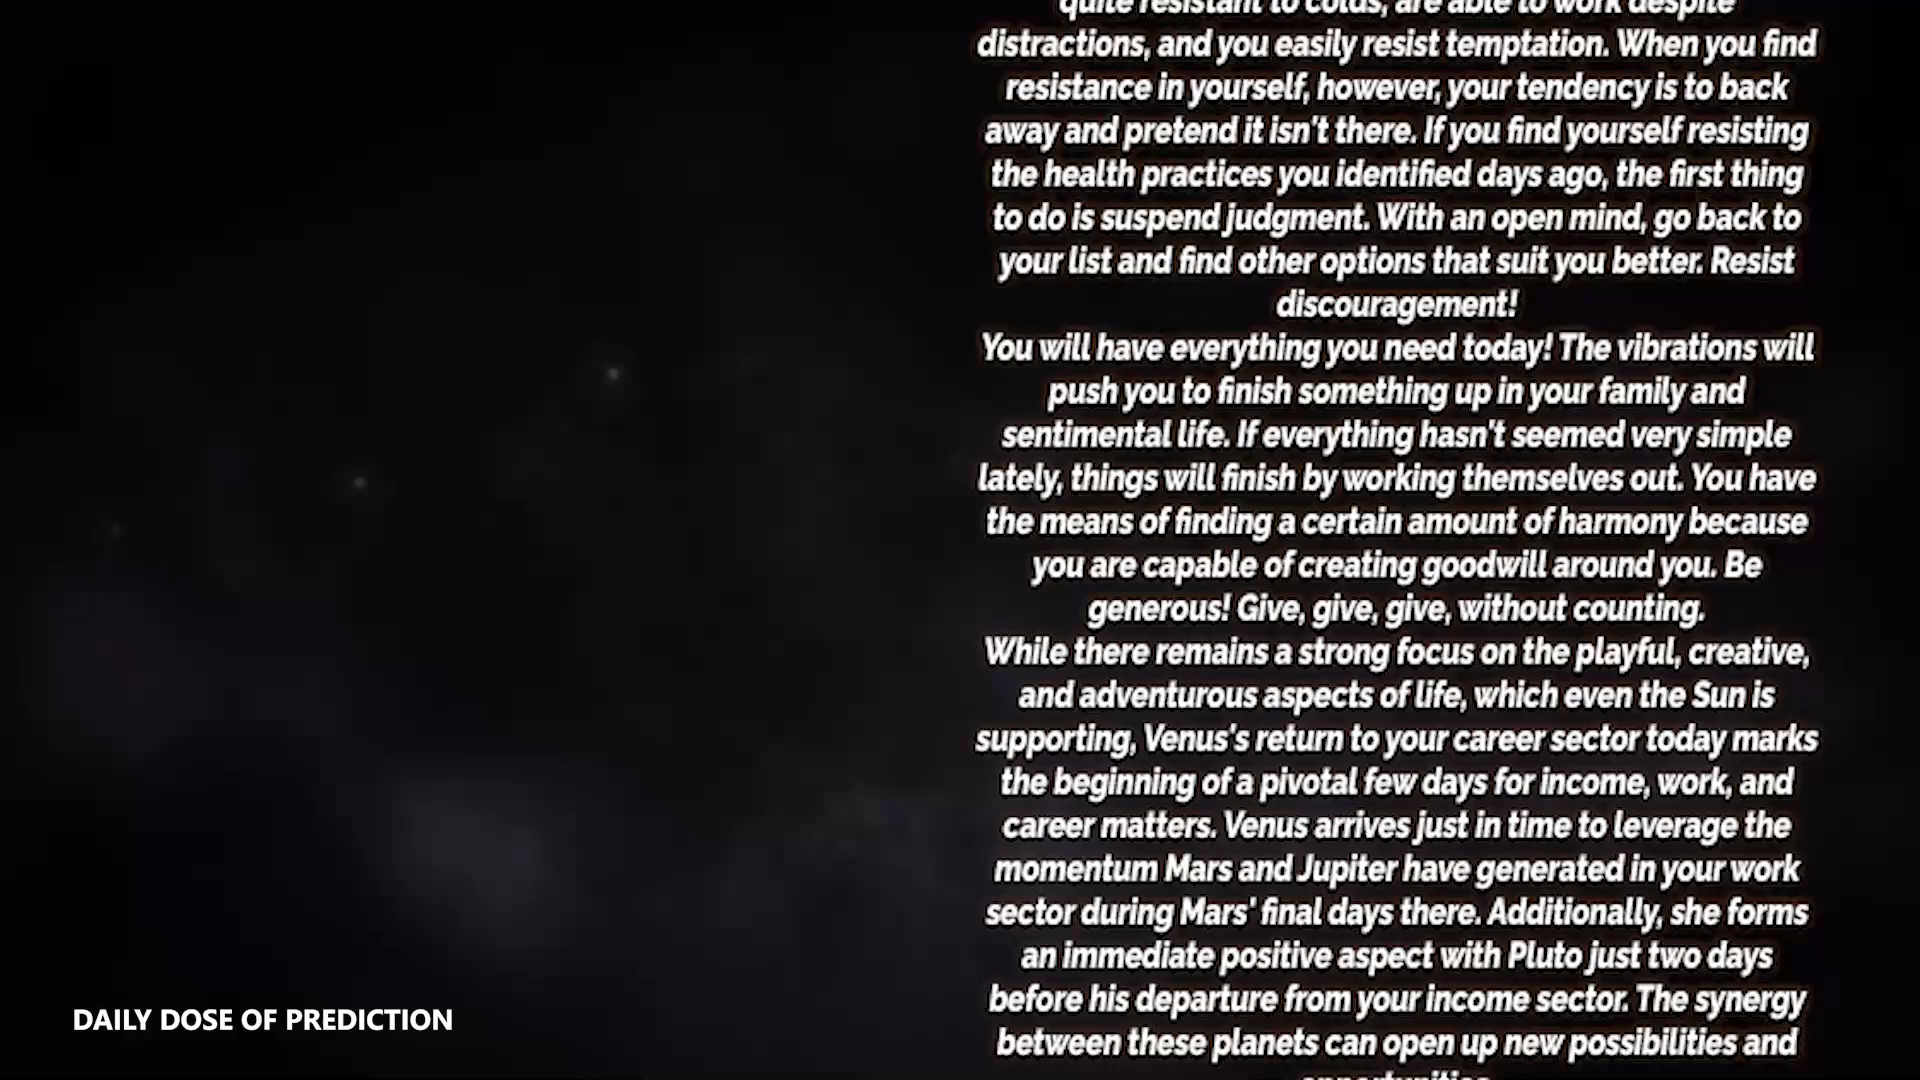 quite resistant to colds, are able to work despite
distractions, and you easily resist temptation. When you find
resistance in yourself, however, your tendency is to back
away and pretend it isn't there. If you find yourself resisting
the health practices you identified days ago, the first thing
to do is suspend judgment. With an open mind, go back to
your list and find other options that suit you better. Resist
discouragement!
You will have everything you need today! The vibrations will
push you to finish something up in your family and
sentimental life. If everything hasn't seemed very simple
lately, things will finish by working themselves out. You have
the means of finding a certain amount of harmony because
you are capable of creating goodwill around you. Be
generous! Give, give, give, without counting.
While there remains a strong focus on the playful, creative,
and adventurous aspects of life, which even the Sun is
supporting, Venus's return to your career sector today marks
the beginning of a pivotal few days for income, work, and
career matters. Venus arrives just in time to leverage the
momentum Mars and Jupiter have generated in your work
sector during Mars' final days there. Additionally, she forms
an immediate positive aspect with Pluto just two days
before his departure from your income sector. The synergy
between these planets can open up new possibilities and
DAILY DOSE OF PREDICTION